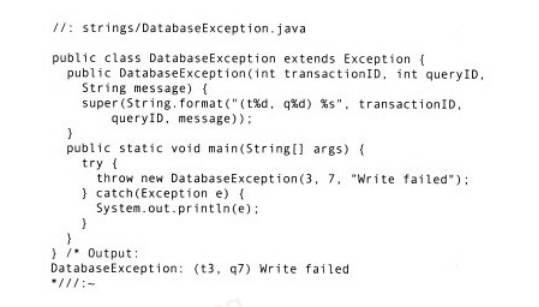 //: strings/DatabaseException.java
public class DatabaseException extends Exception {
public DatabaseException(int transactionID, int queryID,
String message) {
super(String.format("(t%d, q%d) %s", transactionID,
queryID, message));
}
public static void main(String[] args) {
try {
throw new DatabaseException(3, 7, "Write failed");
} catch(Exception e) {
System.out.println(e);
}
}
} /* Output:
DatabaseException: (t3, q7) Write failed
*///:~